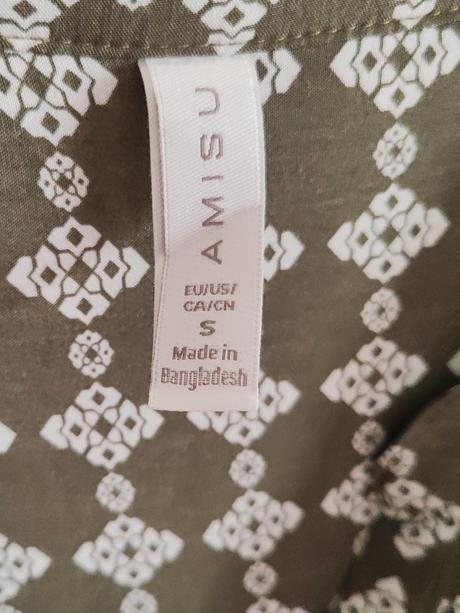 AMISU
EU/US/
CA/CN
S
Made in
Bangladesh